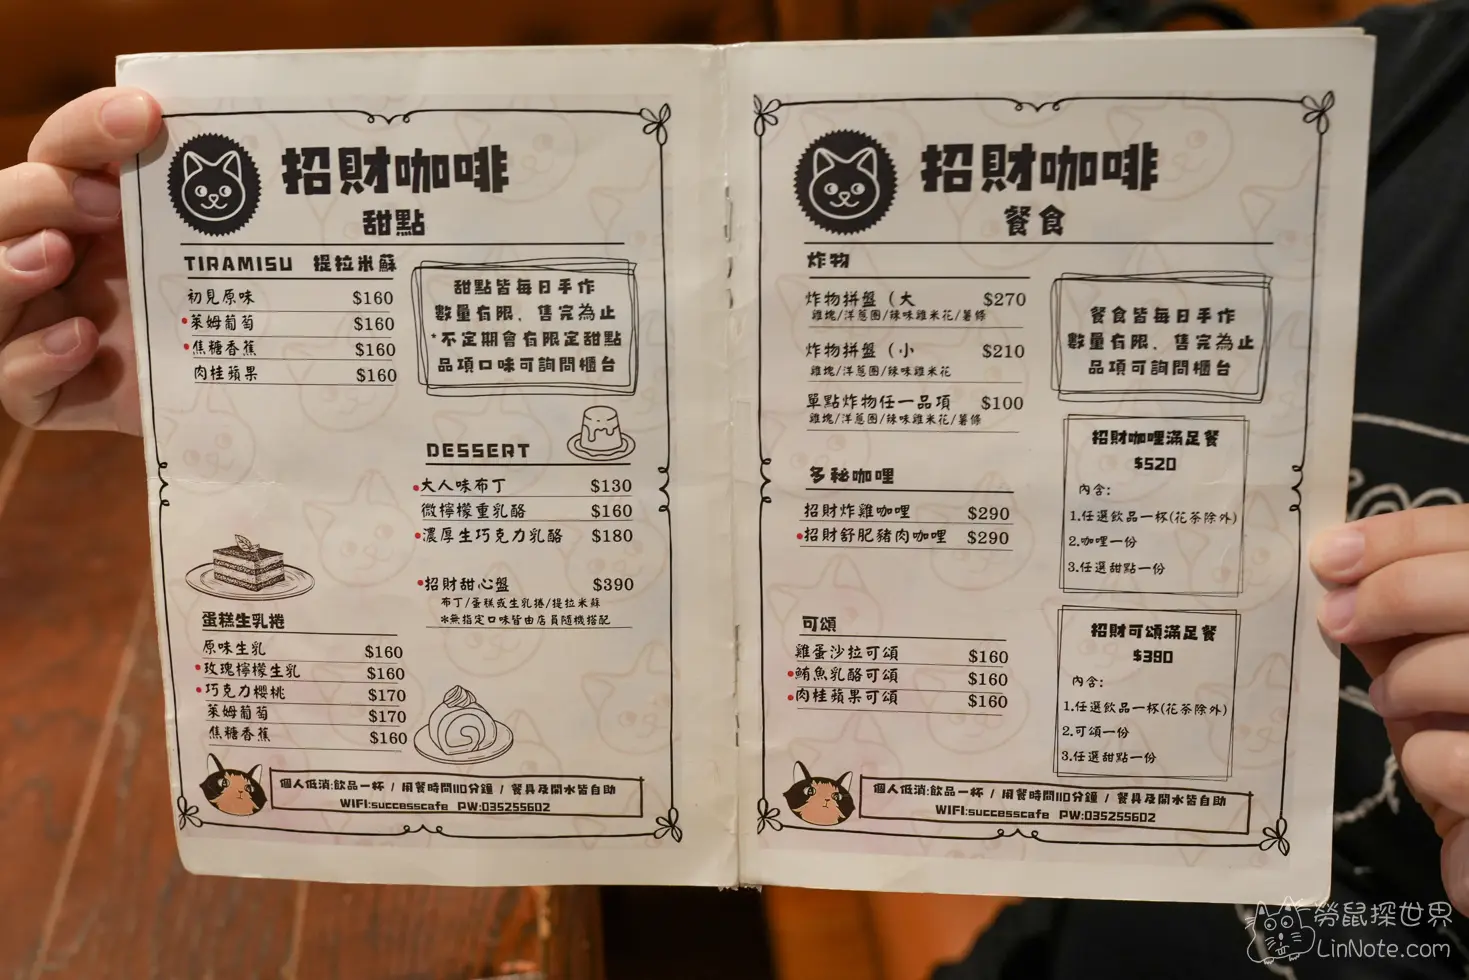 招財咖啡
甜點
TIRAMISU 提拉米蘇
初見原味 $160
萊姆葡萄 $160
焦糖香蕉 $160
肉桂蘋果 $160
甜點皆每日手作
數量有限、售完為止
*不定期會有限定甜點
品項口味可詢問櫃台
DESSERT
大人味布丁 $130
微檸檬重乳酪 $160
濃厚生巧克力乳酪 $180
招財甜心盤 $390
布丁/蛋糕或生乳捲/提拉米蘇
*無指定口味皆由店員隨機搭配
蛋糕生乳捲
原味生乳 $160
玫瑰檸檬生乳 $160
巧克力櫻桃 $170
萊姆葡萄 $170
焦糖香蕉 $160
個人低消:飲品一杯 / 用餐時間110分鐘 / 餐具及開水皆自助
WIFI:successcafe PW:035255602
招財咖啡
餐食
炸物
炸物拼盤（大 $270
雞塊/洋蔥圈/辣味雞米花/薯條
炸物拼盤（小 $210
雞塊/洋蔥圈/辣味雞米花
單點炸物任一品項 $100
雞塊/洋蔥圈/辣味雞米花/薯條
餐食皆每日手作
數量有限、售完為止
品項可詢問櫃台
多秘咖哩
招財炸雞咖哩 $290
招財舒肥豬肉咖哩 $290
可頌
雞蛋沙拉可頌 $160
鮪魚乳酪可頌 $160
肉桂蘋果可頌 $160
招財咖哩滿足餐
$520
內含:
1.任選飲品一杯(花茶除外)
2.咖哩一份
3.任選甜點一份
招財可頌滿足餐
$390
內含:
1.任選飲品一杯(花茶除外)
2.可頌一份
3.任選甜點一份
個人低消:飲品一杯 / 用餐時間110分鐘 / 餐具及開水皆自助
WIFI:successcafe PW:035255602
勞鼠探世界
LinNote.com